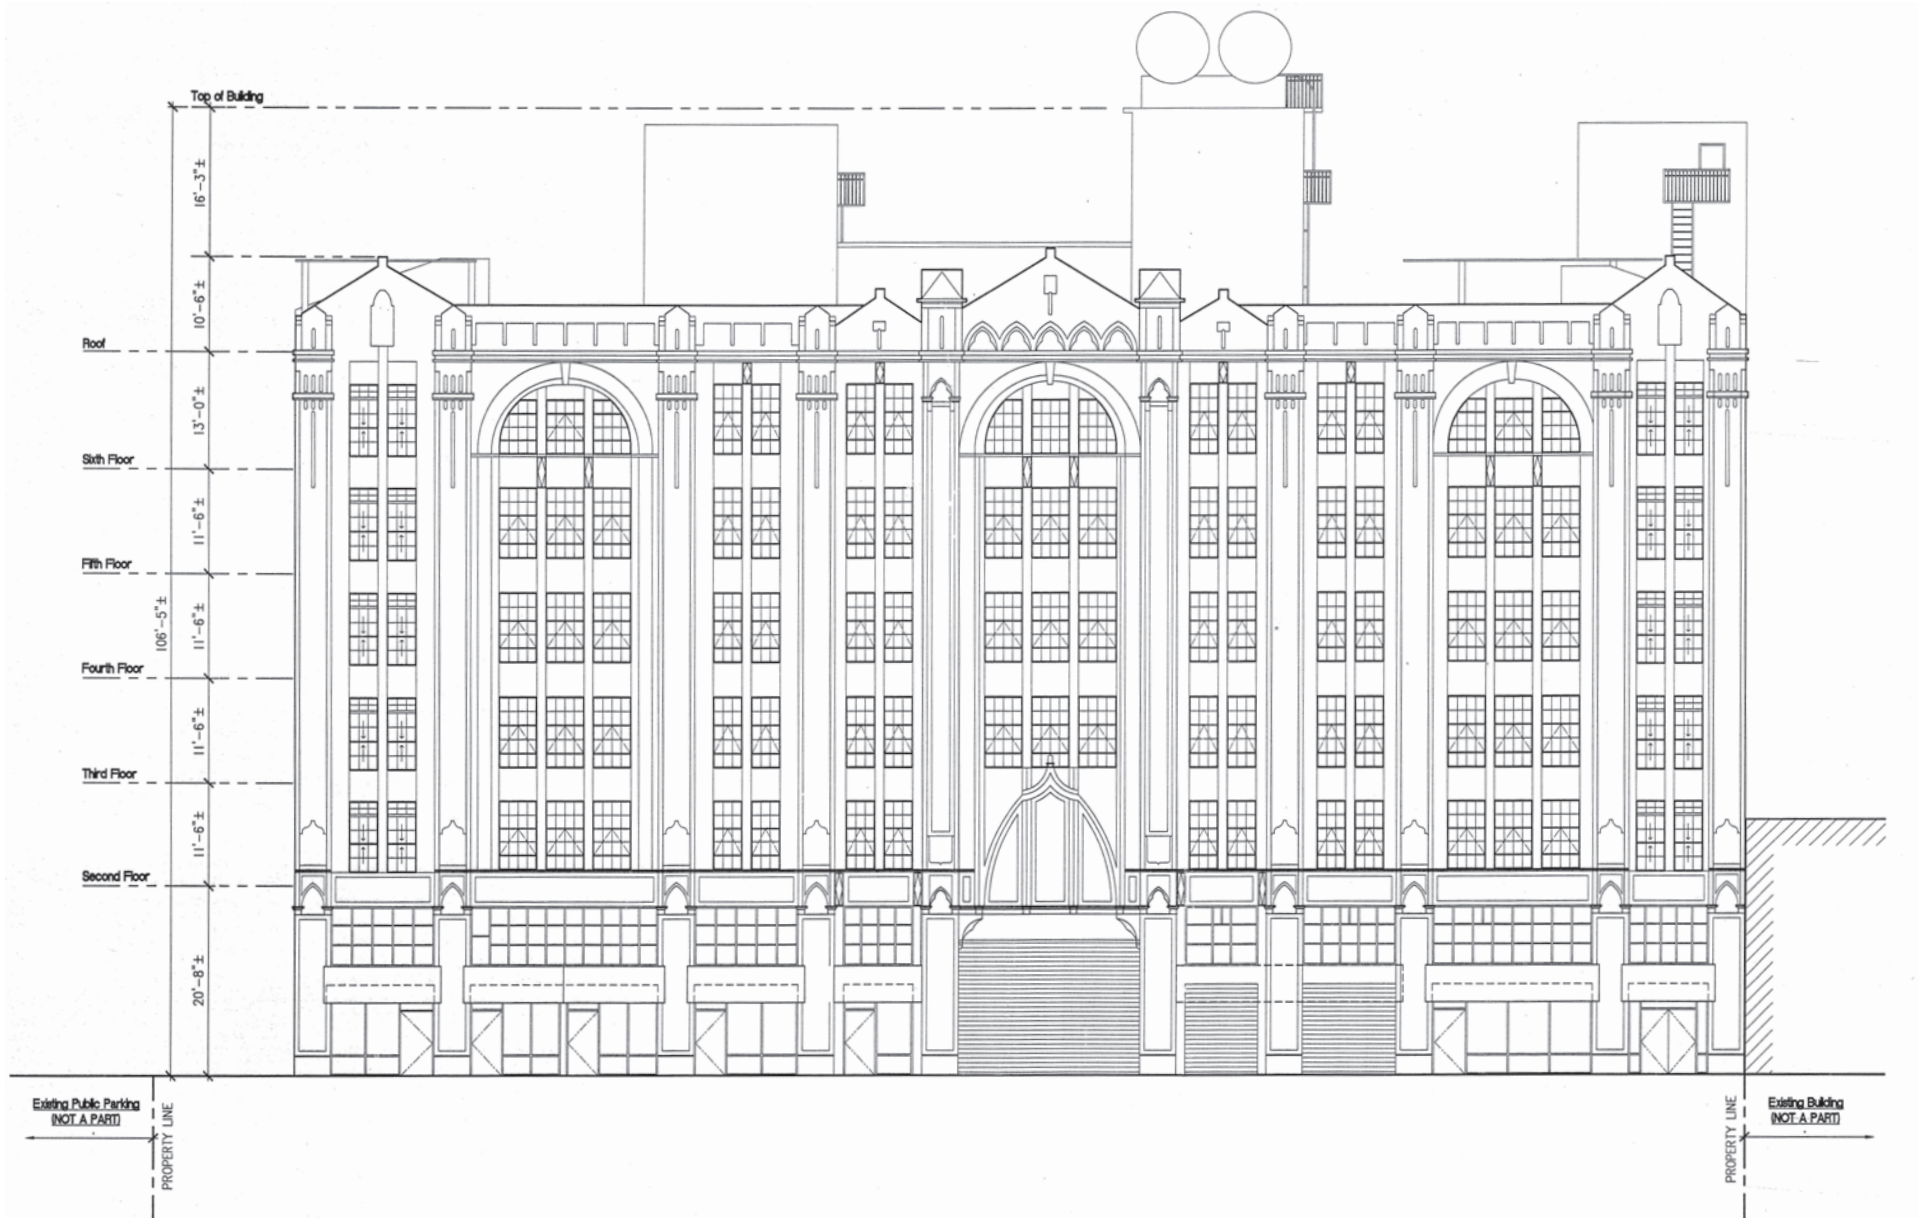 Top of Building
16'-3"±
10'-6"±
Roof
13'-0"±
Sixth Floor
11'-6"±
Fifth Floor
106'-5"±
11'-6"±
Fourth Floor
11'-6"±
Third Floor
11'-6"±
Second Floor
20'-8"±
Existing Public Parking
(NOT A PART)
PROPERTY LINE
PROPERTY LINE
Existing Building
(NOT A PART)